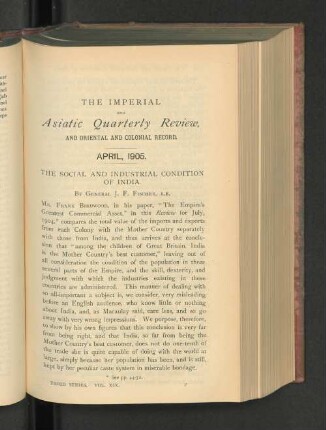 THE IMPERIAL
AND
Asiatic Quarterly Review,
AND ORIENTAL AND COLONIAL RECORD.
APRIL, 1905.
THE SOCIAL AND INDUSTRIAL CONDITION
OF INDIA.
BY GENERAL J. F. FISCHER, R.E.
MR. FRANK BIRDWOOD, in his paper, "The Empire's
Greatest Commercial Asset," in this Review for July,
1904,* compares the total value of the imports and exports
from each Colony with the Mother Country separately
with those from India, and thus arrives at the conclu-
sion that "among the children of Great Britain India
is the Mother Country's best customer," leaving out of
all consideration the condition of the population in these
several parts of the Empire, and the skill, dexterity, and
judgment with which the industries existing in these
countries are administered. This manner of dealing with
an all-important subject is, we consider, very misleading
before an English audience, who know little or nothing
about India, and, as Macaulay said, care less, and so go
away with very wrong impressions. We purpose, therefore,
to show by his own figures that this conclusion is very far
from being right, and that India, so far from being the
Mother Country's best customer, does not do one-tenth of
the trade she is quite capable of doing with the world at
large, simply because her population has been, and is still,
kept by her peculiar caste system in miserable bondage.
* See pp.
THIRD SERIES. VOL. XIX.